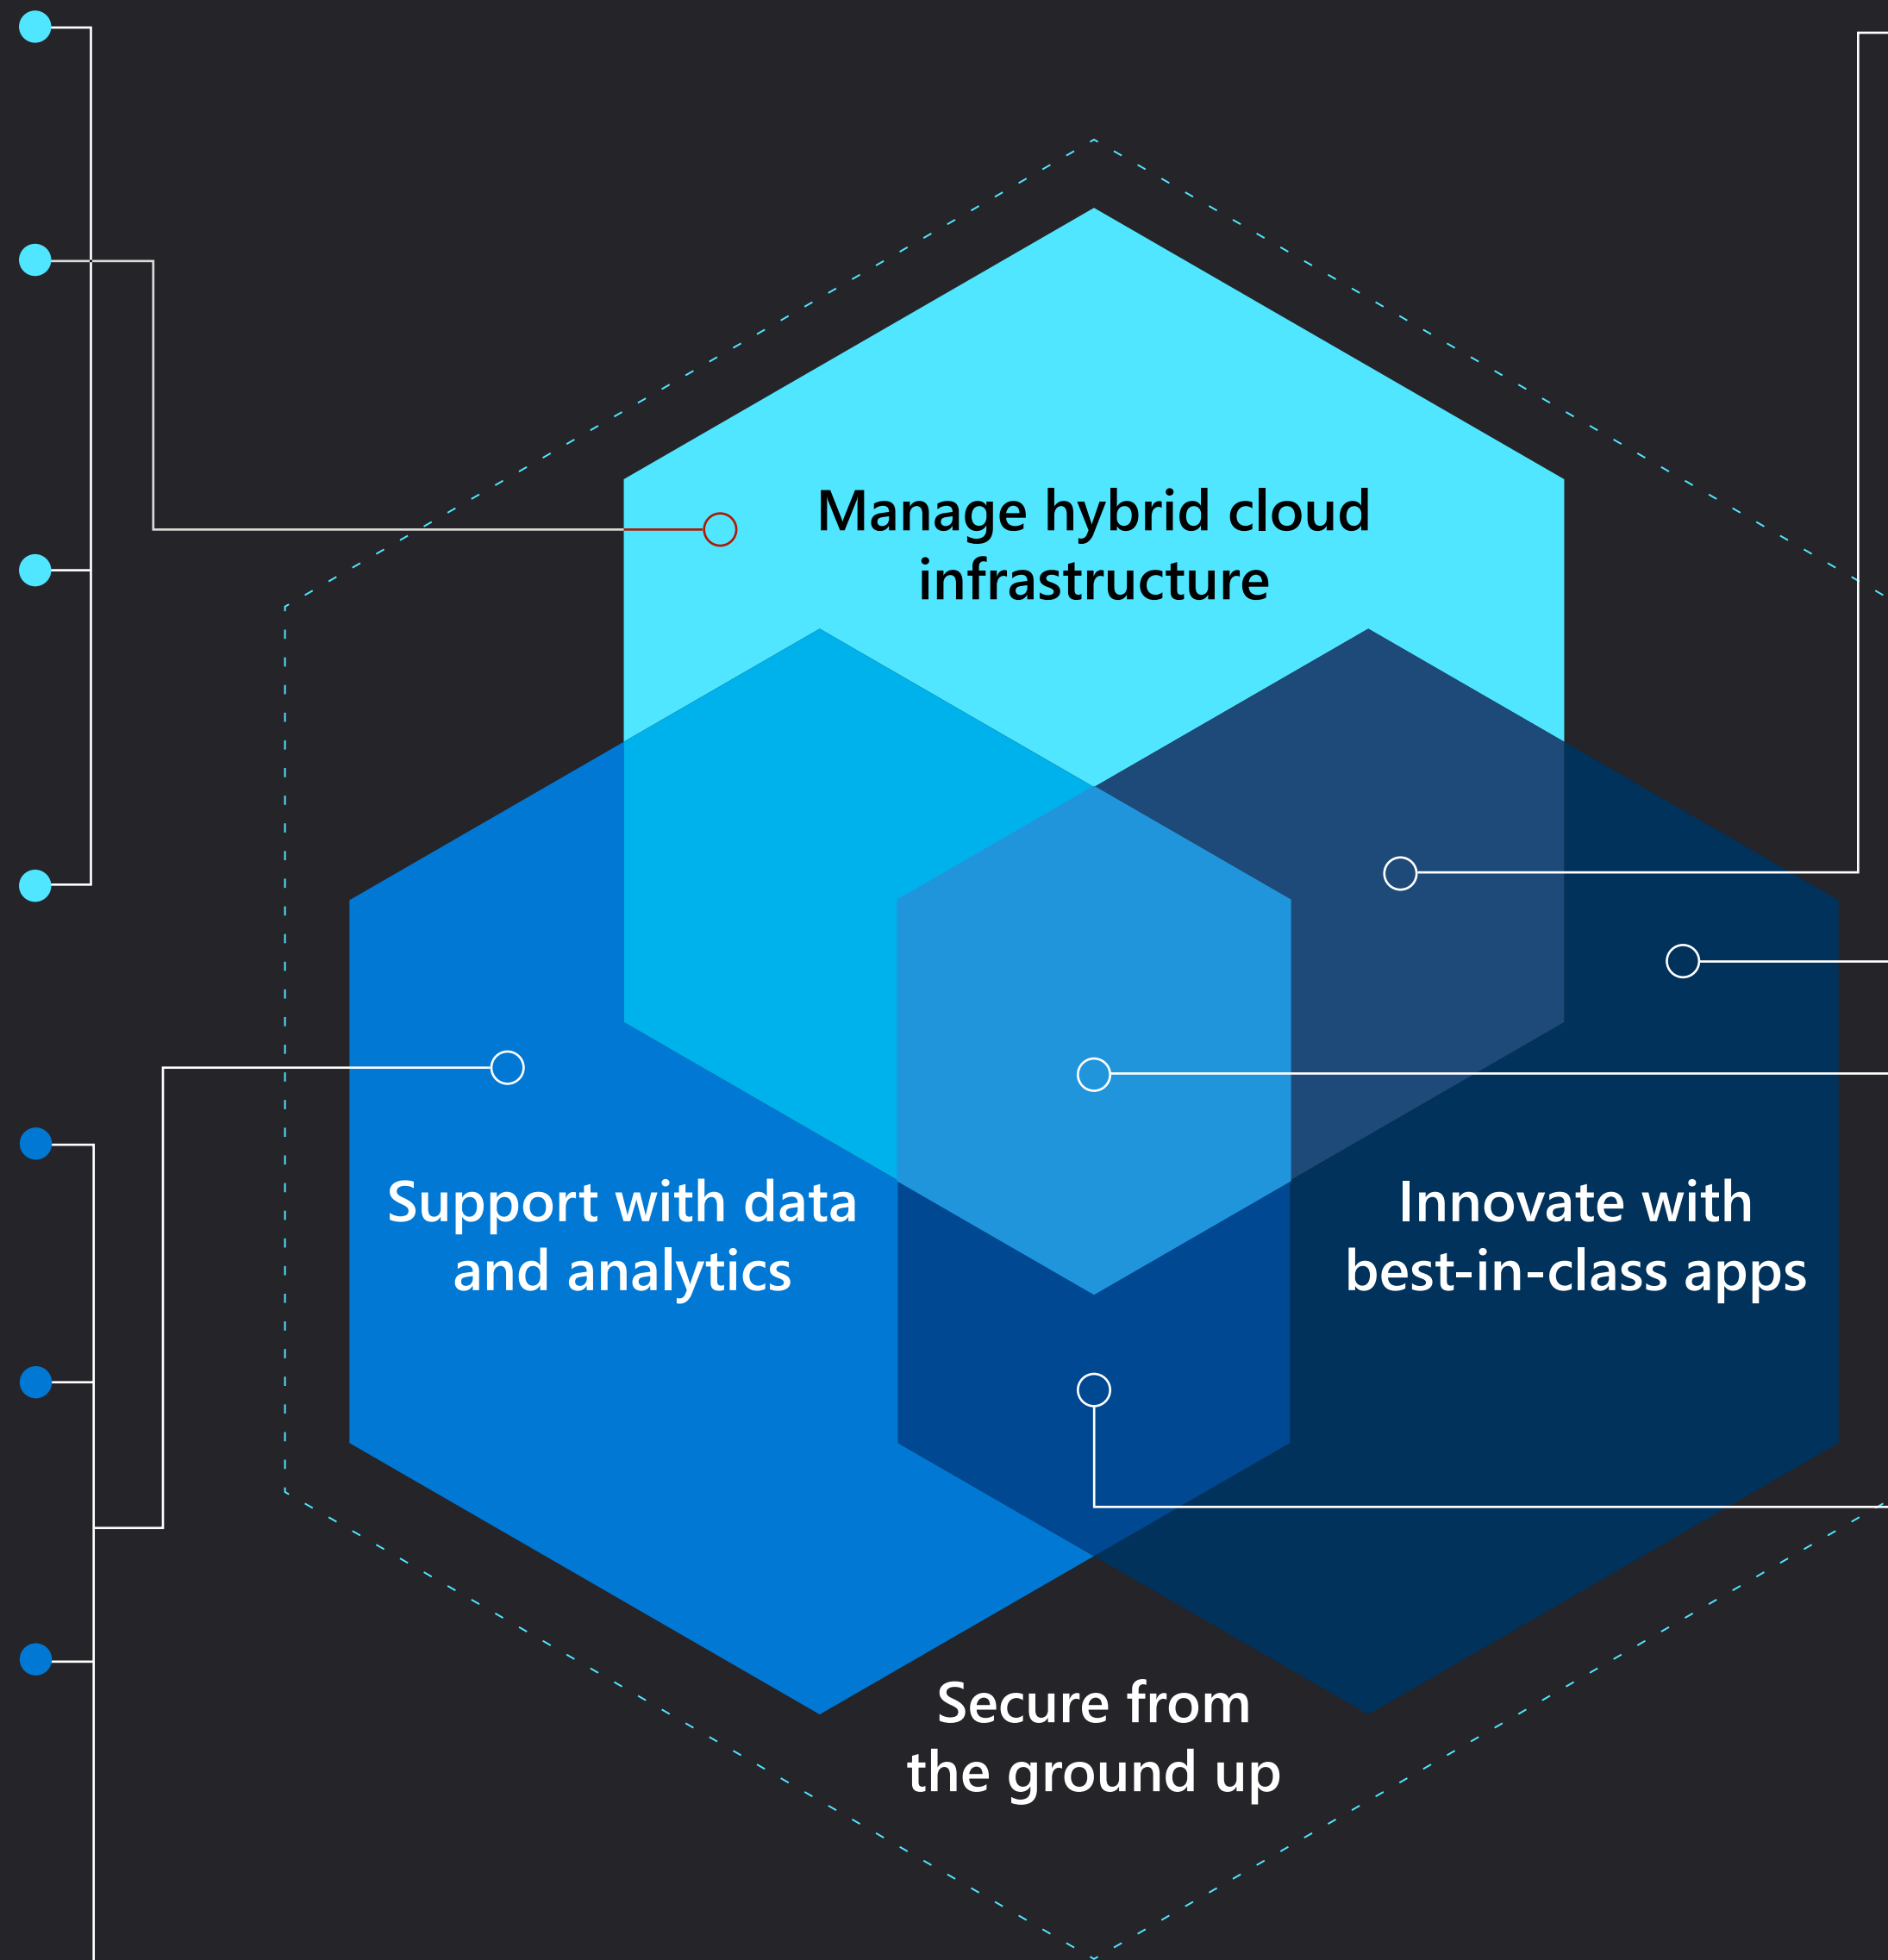 Manage hybrid cloud
infrastructure
Support with data
and analytics
Innovate with
best-in-class apps
Secure from
the ground up